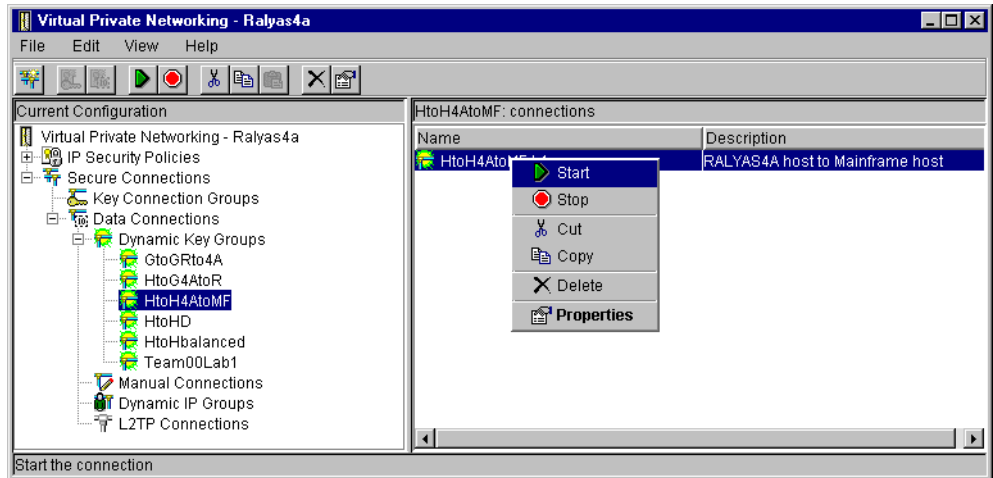 Virtual Private Networking - Ralyas4a
File Edit View Help
Current Configuration
Virtual Private Networking - Ralyas4a
IP Security Policies
Secure Connections
Key Connection Groups
Data Connections
Dynamic Key Groups
GtoGRto4A
HtoG4AtoR
HtoH4AtoMF
HtoHD
HtoHbalanced
Team00Lab1
Manual Connections
Dynamic IP Groups
L2TP Connections
HtoH4AtoMF: connections
Name Description
RALYAS4A host to Mainframe host
Start
Stop
Cut
Copy
Delete
Properties
Start the connection